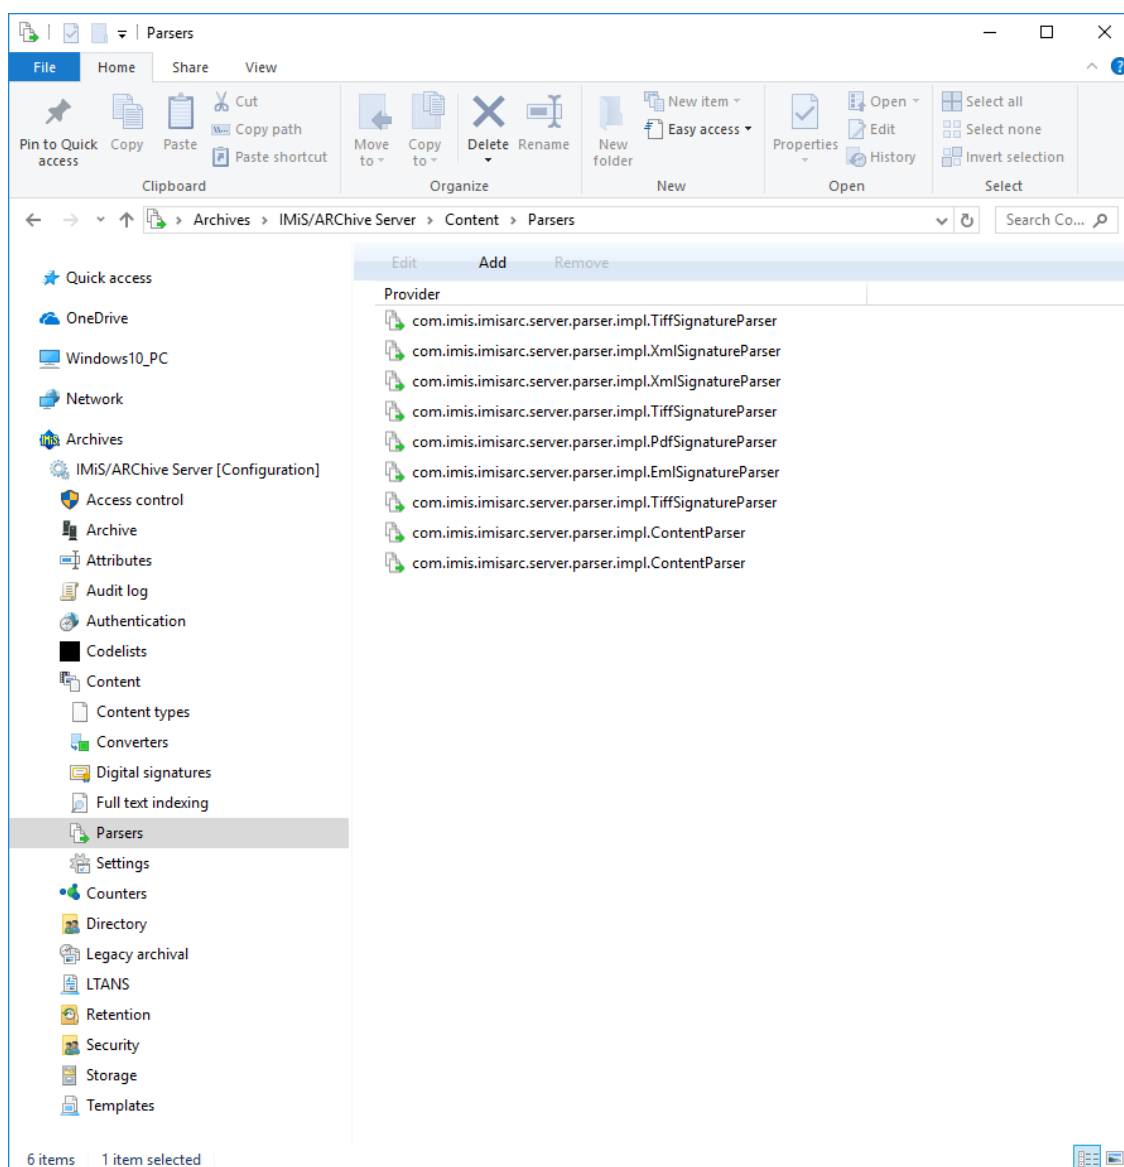 Parsers
File Home Share View
Pin to Quick access
Copy
Paste
Cut
Copy path
Paste shortcut
Clipboard
Move to
Copy to
Delete
Rename
Organize
New folder
New item
Easy access
New
Properties
Open
Edit
History
Open
Select all
Select none
Invert selection
Select
Archives > IMiS/ARChive Server > Content > Parsers
Search Co...
Edit Add Remove
Provider
com.imis.imisarc.server.parser.impl.TiffSignatureParser
com.imis.imisarc.server.parser.impl.XmlSignatureParser
com.imis.imisarc.server.parser.impl.XmlSignatureParser
com.imis.imisarc.server.parser.impl.TiffSignatureParser
com.imis.imisarc.server.parser.impl.PdfSignatureParser
com.imis.imisarc.server.parser.impl.EmlSignatureParser
com.imis.imisarc.server.parser.impl.TiffSignatureParser
com.imis.imisarc.server.parser.impl.ContentParser
com.imis.imisarc.server.parser.impl.ContentParser
Quick access
OneDrive
Windows10_PC
Network
Archives
IMiS/ARChive Server [Configuration]
Access control
Archive
Attributes
Audit log
Authentication
Codelists
Content
Content types
Converters
Digital signatures
Full text indexing
Parsers
Settings
Counters
Directory
Legacy archival
LTANS
Retention
Security
Storage
Templates
6 items 1 item selected